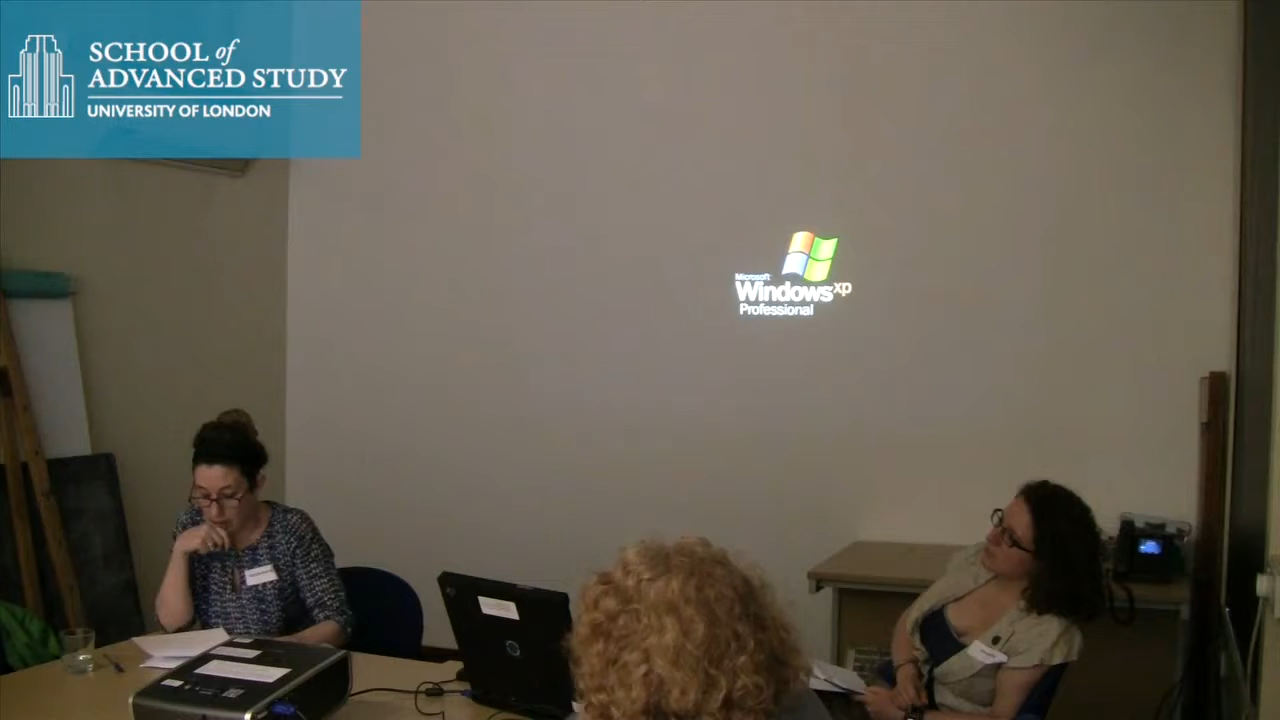 SCHOOL of
ADVANCED STUDY
UNIVERSITY OF LONDON
Microsoft
Windows xp
Professional